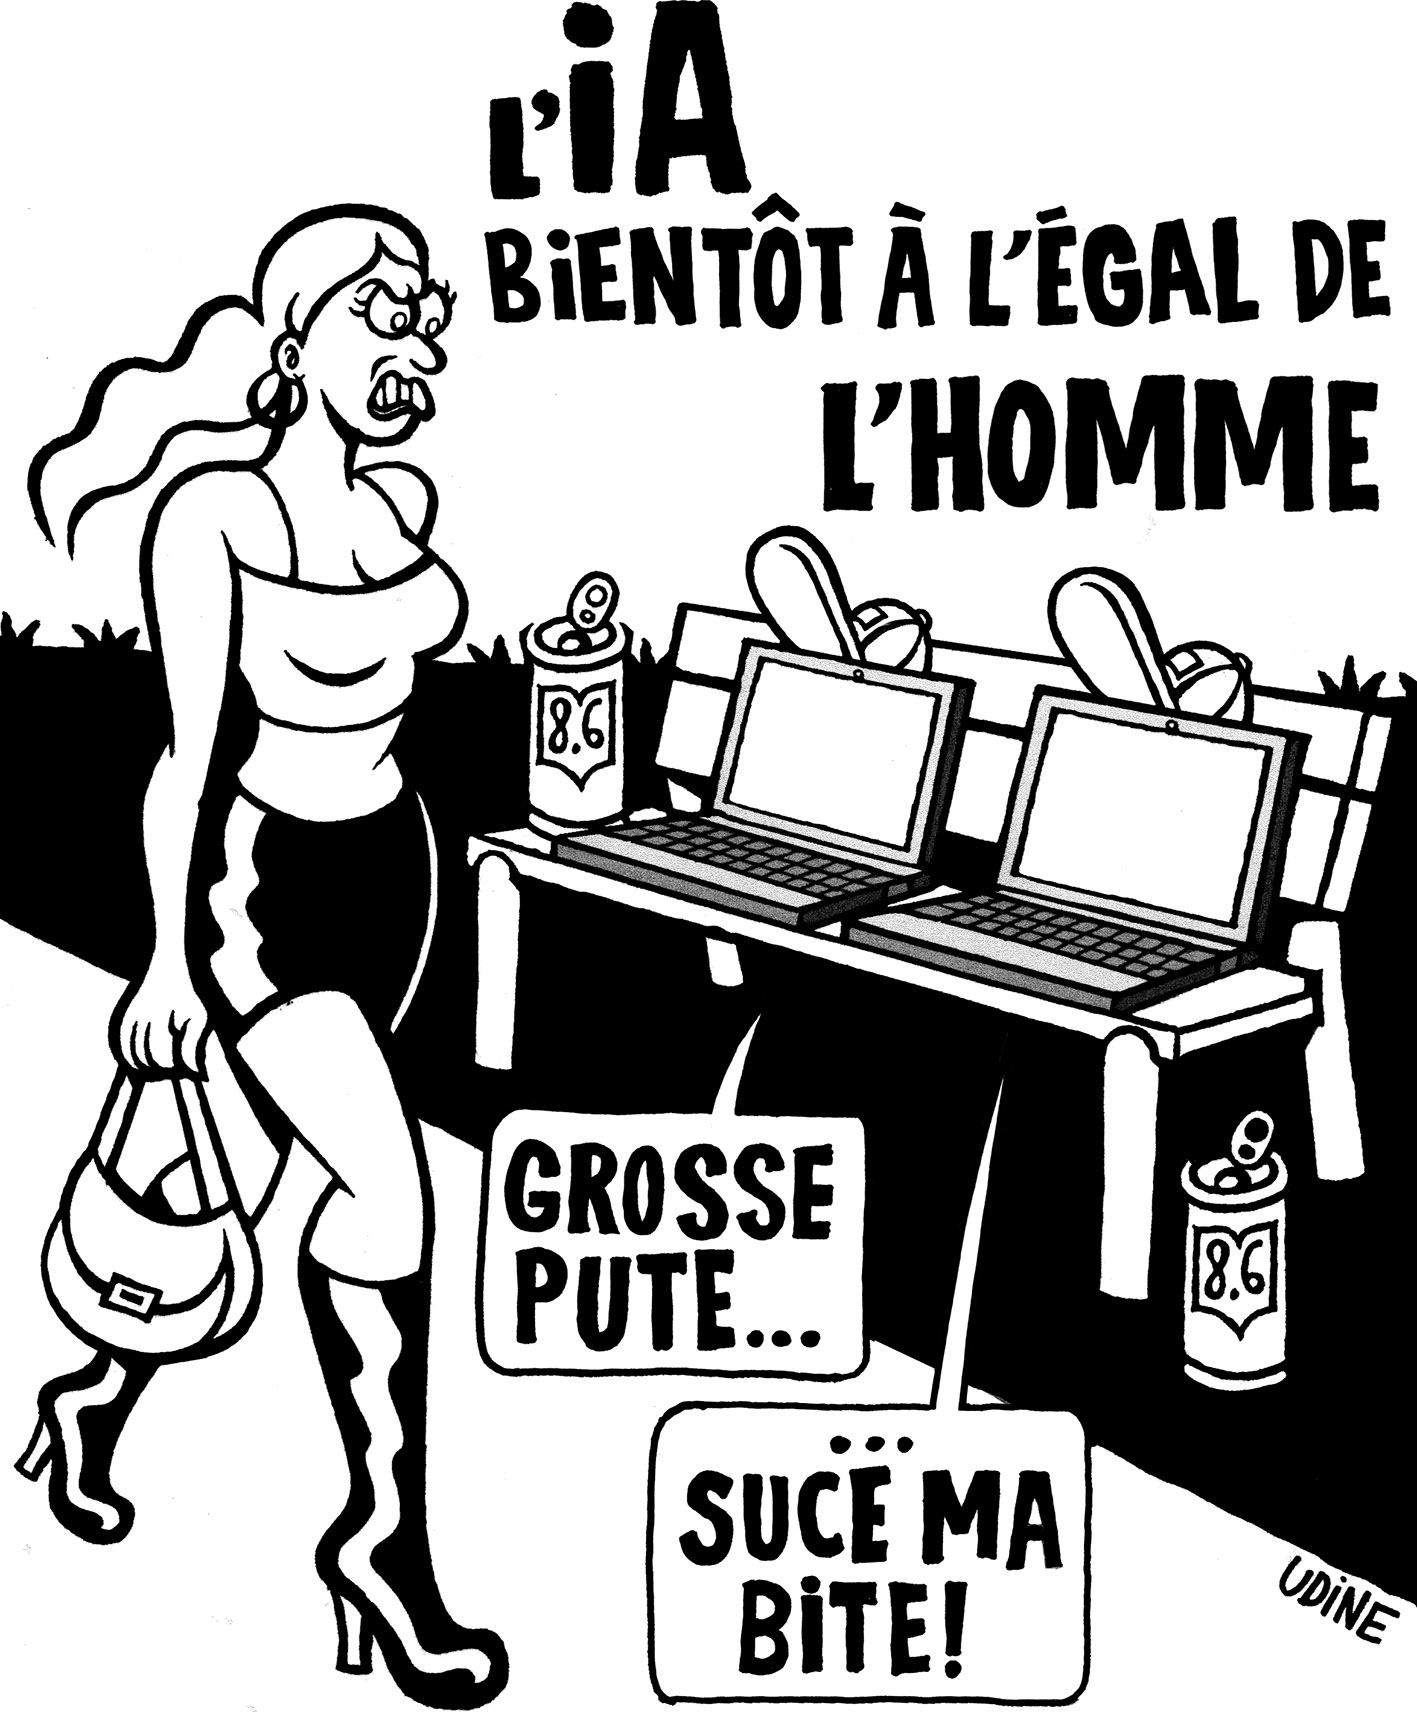 L'iA
BiENTÔT À L'ÉGAL DE
L'HOMME
8.6
GROSSE
PUTE...
8.6
...
SUCE MA
BiTE!
UDiNE